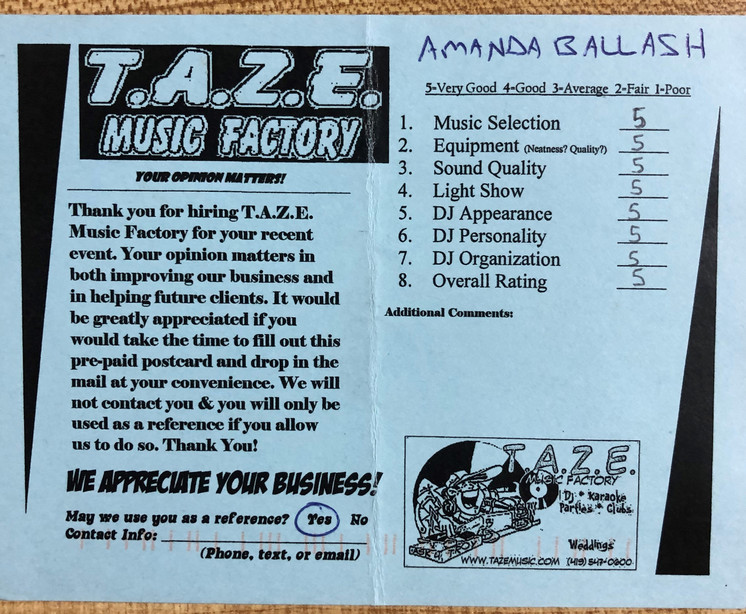 T.A.Z.E.
MUSIC FACTORY
YOUR OPINION MATTERS!
Thank you for hiring T.A.Z.E.
Music Factory for your recent
event. Your opinion matters in
both improving our business and
in helping future clients. It would
be greatly appreciated if you
would take the time to fill out this
pre-paid postcard and drop in the
mail at your convenience. We will
not contact you & you will only be
used as a reference if you allow
us to do so. Thank You!
WE APPRECIATE YOUR BUSINESS!
May we use you as a reference? Yes No
Contact Info:
(Phone, text, or email)
AMANDA BALLASH
5-Very Good 4-Good 3-Average 2-Fair 1-Poor
1. Music Selection 5
2. Equipment (Neatness? Quality?) 5
3. Sound Quality 5
4. Light Show 5
5. DJ Appearance 5
6. DJ Personality 5
7. DJ Organization 5
8. Overall Rating 5
Additional Comments:
T.A.Z.E.
MUSIC FACTORY
Dj * Karaoke
Parties * Clubs
Weddings
WWW.TAZEMUSIC.COM (419) 547-0600